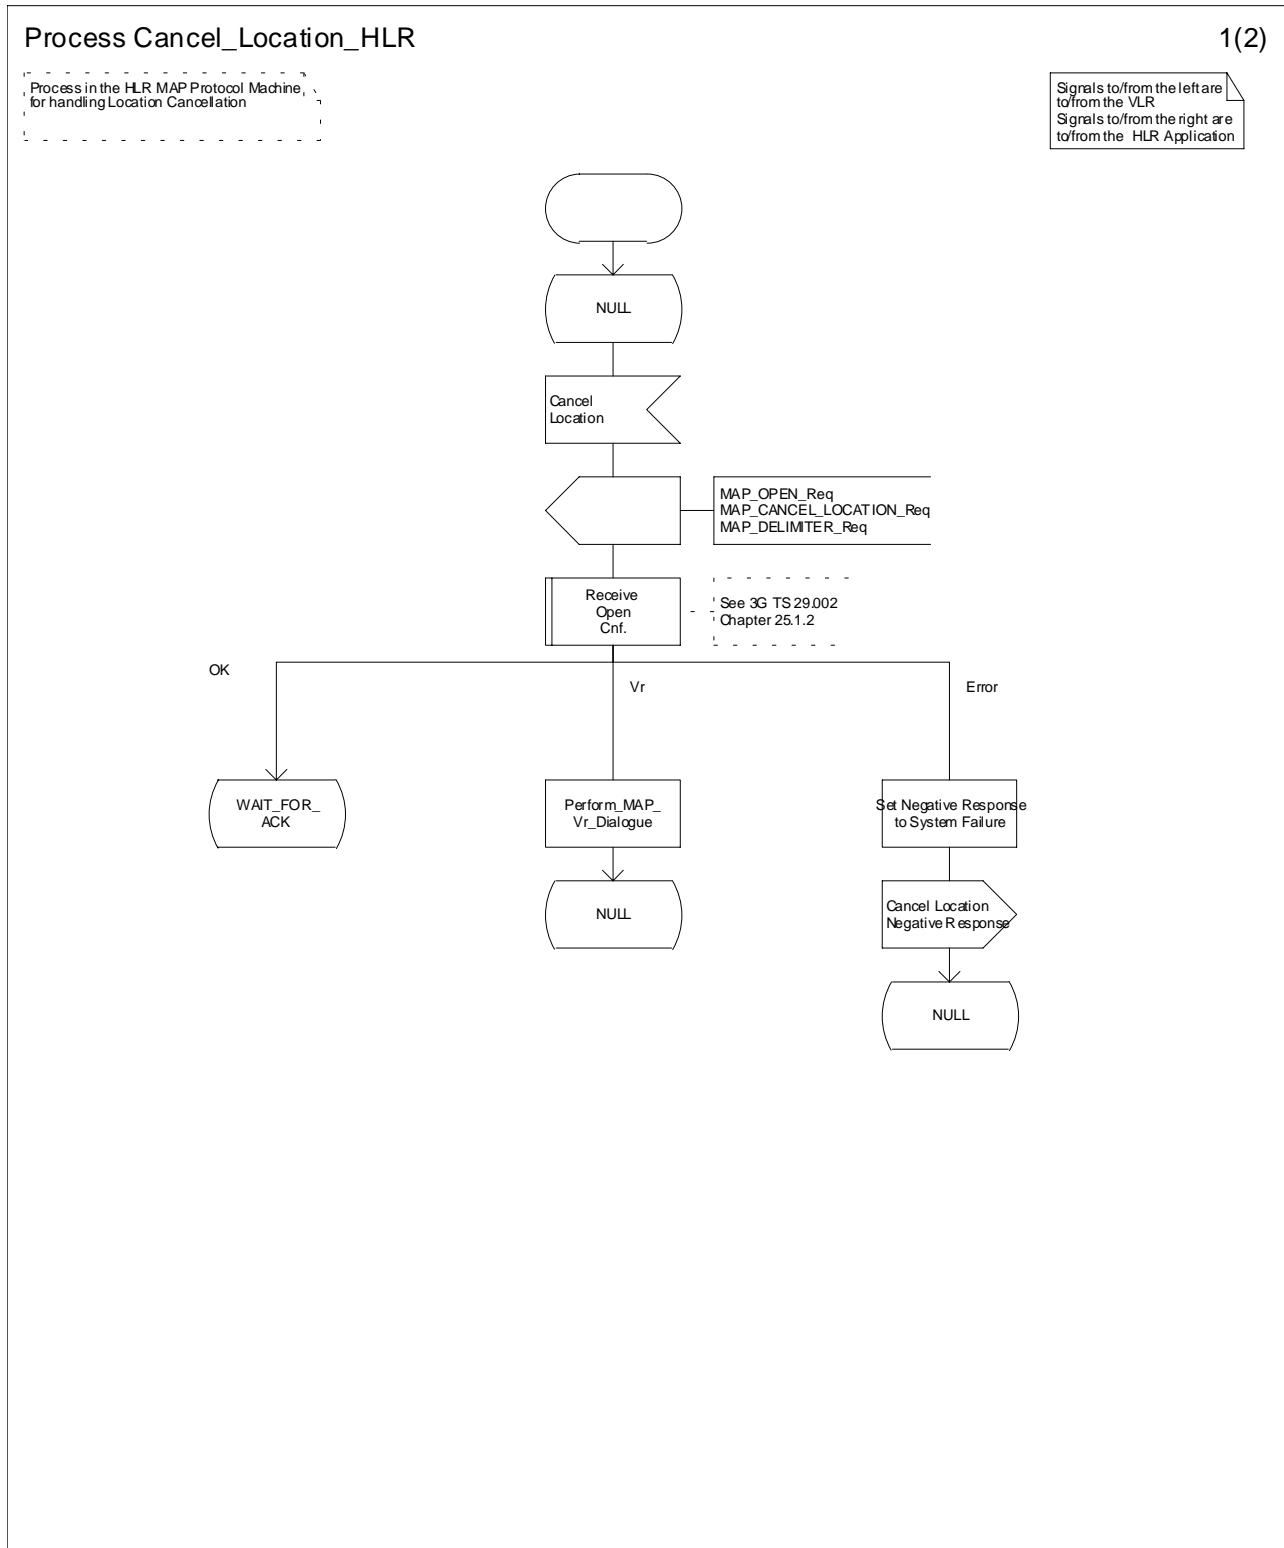 Process Cancel_Location_HLR
1(2)
Process in the HLR MAP Protocol Machine
for handling Location Cancellation
Signals to/from the left are
to/from the VLR
Signals to/from the right are
to/from the HLR Application
NULL
Cancel
Location
MAP_OPEN_Req
MAP_CANCEL_LOCATION_Req
MAP_DELIMITER_Req
Receive
Open
Cnf.
See 3G TS 29.002
Chapter 25.1.2
OK
Vr
Error
WAIT_FOR_
ACK
Perform_MAP_
Vr_Dialogue
Set Negative Response
to System Failure
NULL
Cancel Location
Negative Response
NULL